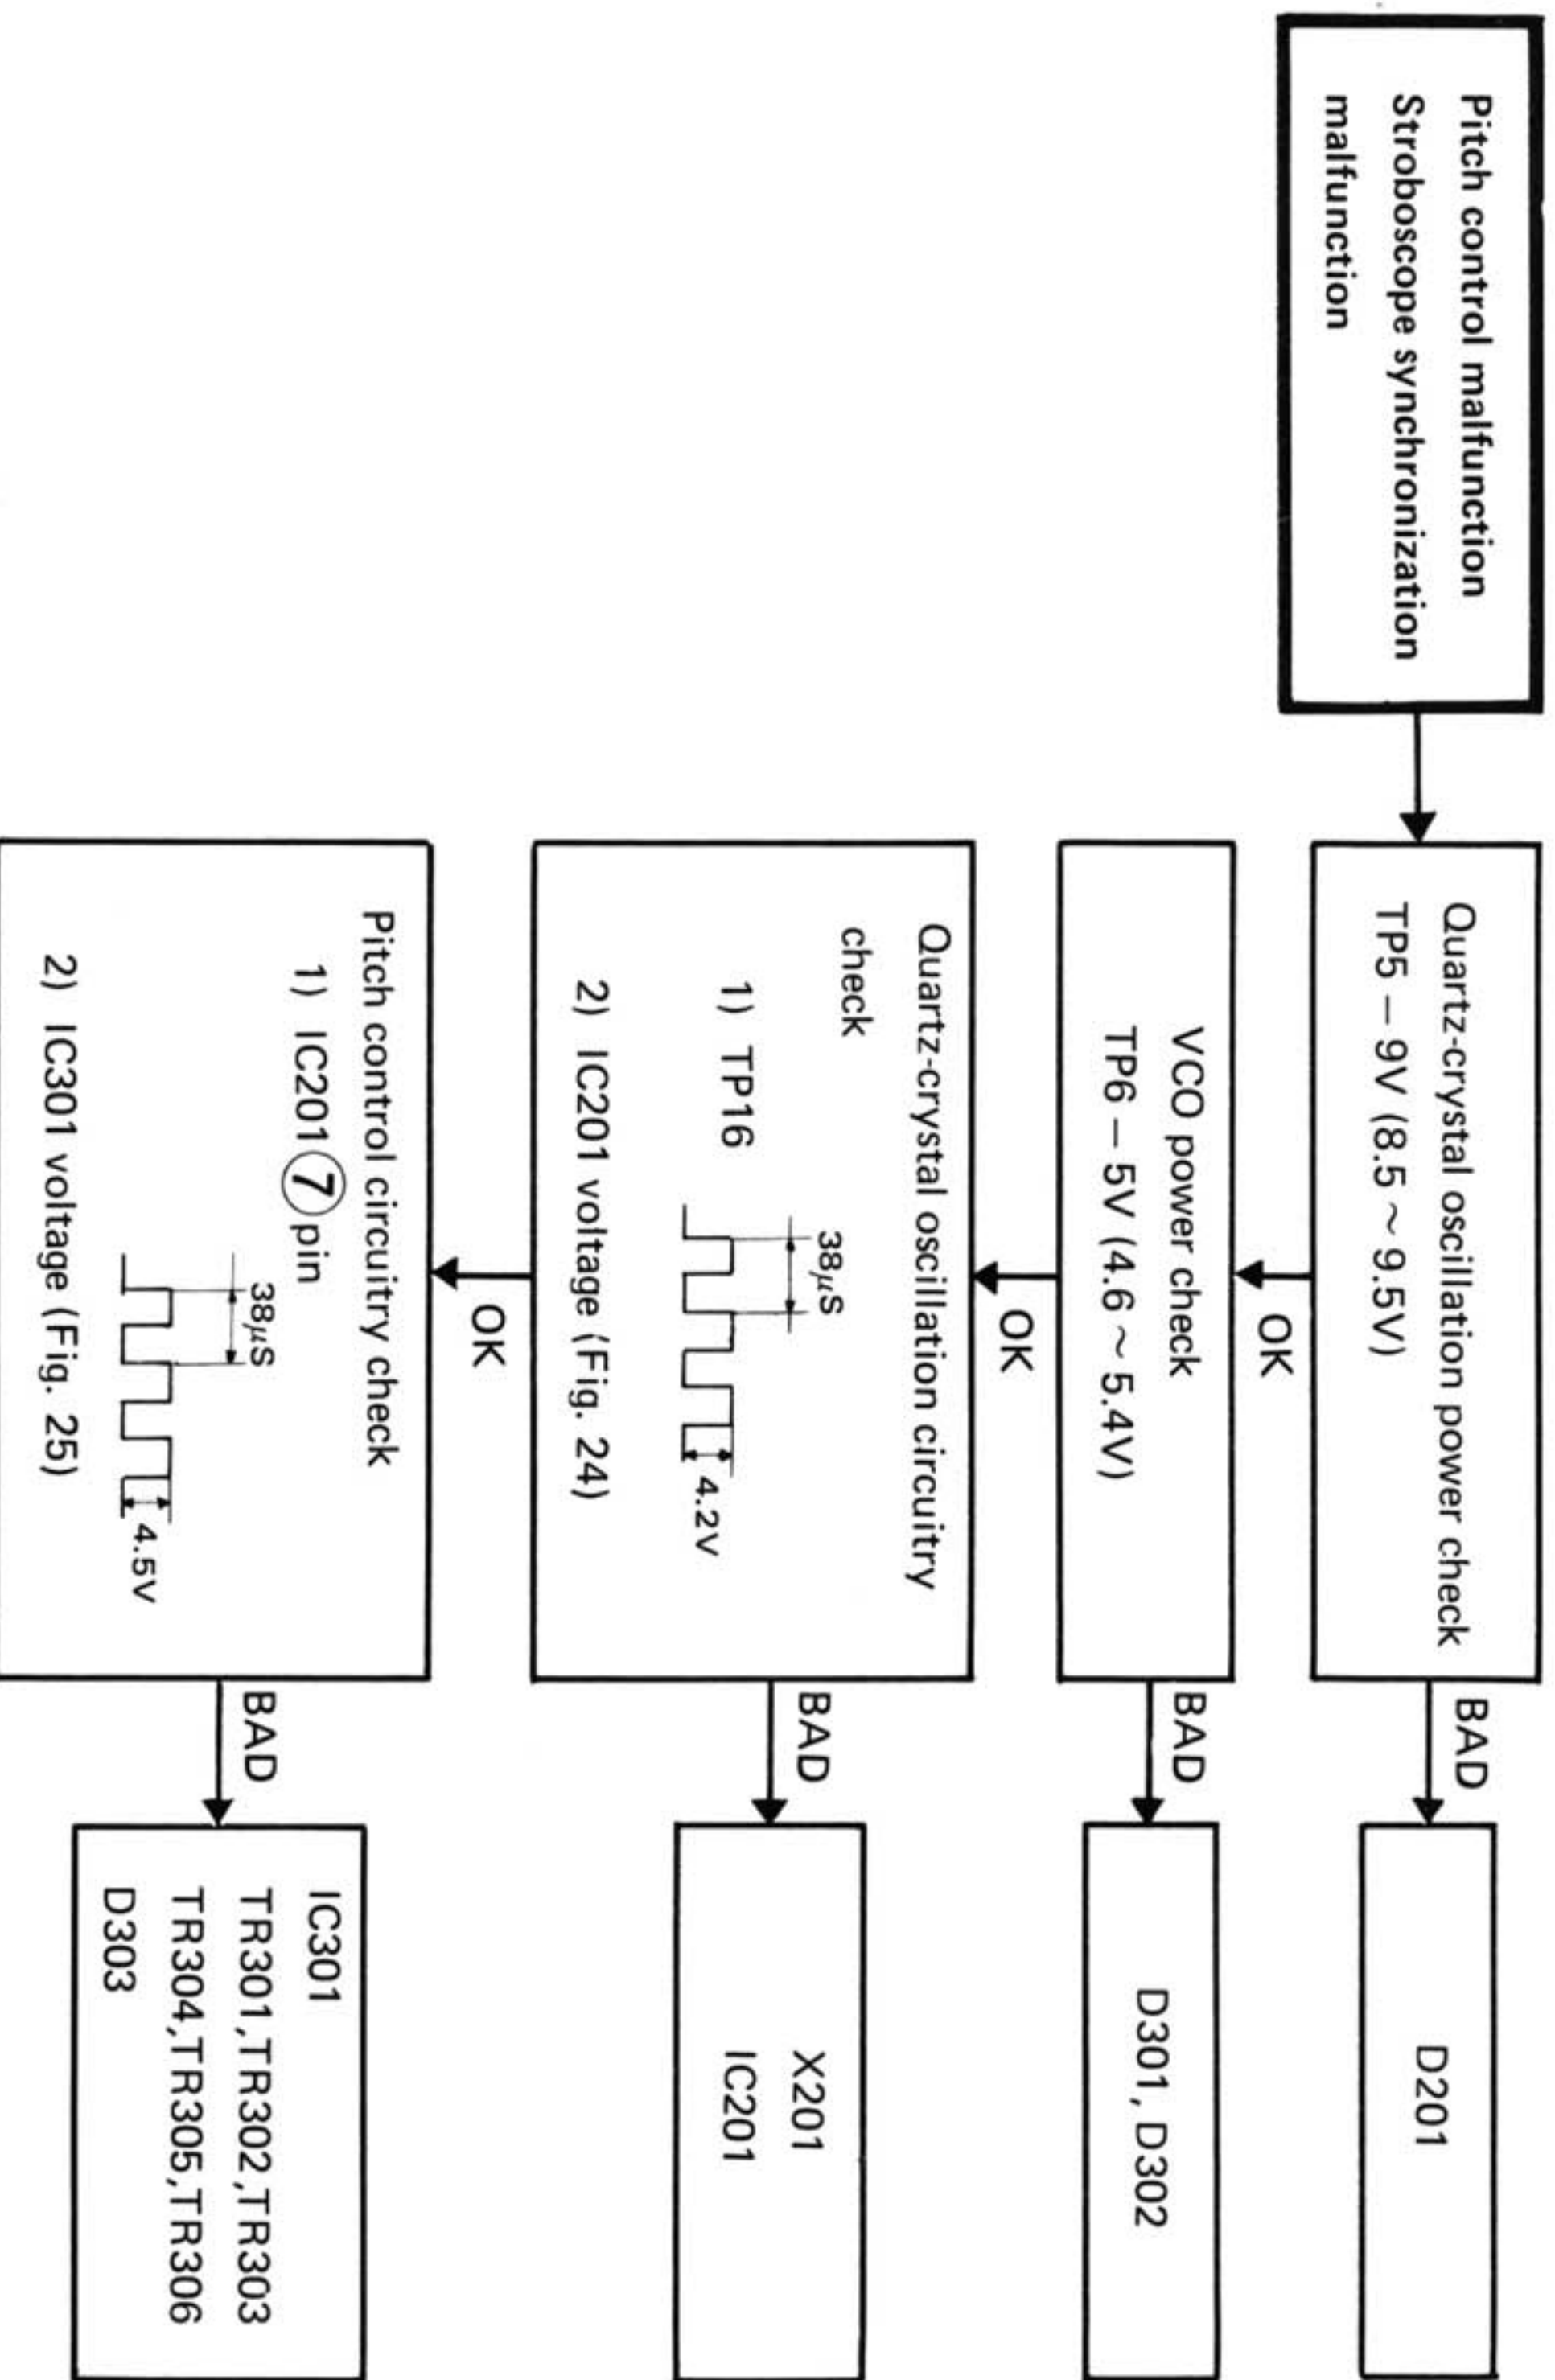 Pitch control malfunction
Stroboscope synchronization
malfunction
Quartz-crystal oscillation power check
TP5 – 9V (8.5 ~ 9.5V)
BAD
D201
OK
VCO power check
TP6 – 5V (4.6 ~ 5.4V)
BAD
D301, D302
OK
Quartz-crystal oscillation circuitry
check
1) TP16
38μS
4.2V
2) IC201 voltage (Fig. 24)
BAD
X201
IC201
OK
Pitch control circuitry check
1) IC201 ⑦ pin
38μS
4.5V
2) IC301 voltage (Fig. 25)
BAD
IC301
TR301,TR302,TR303
TR304,TR305,TR306
D303